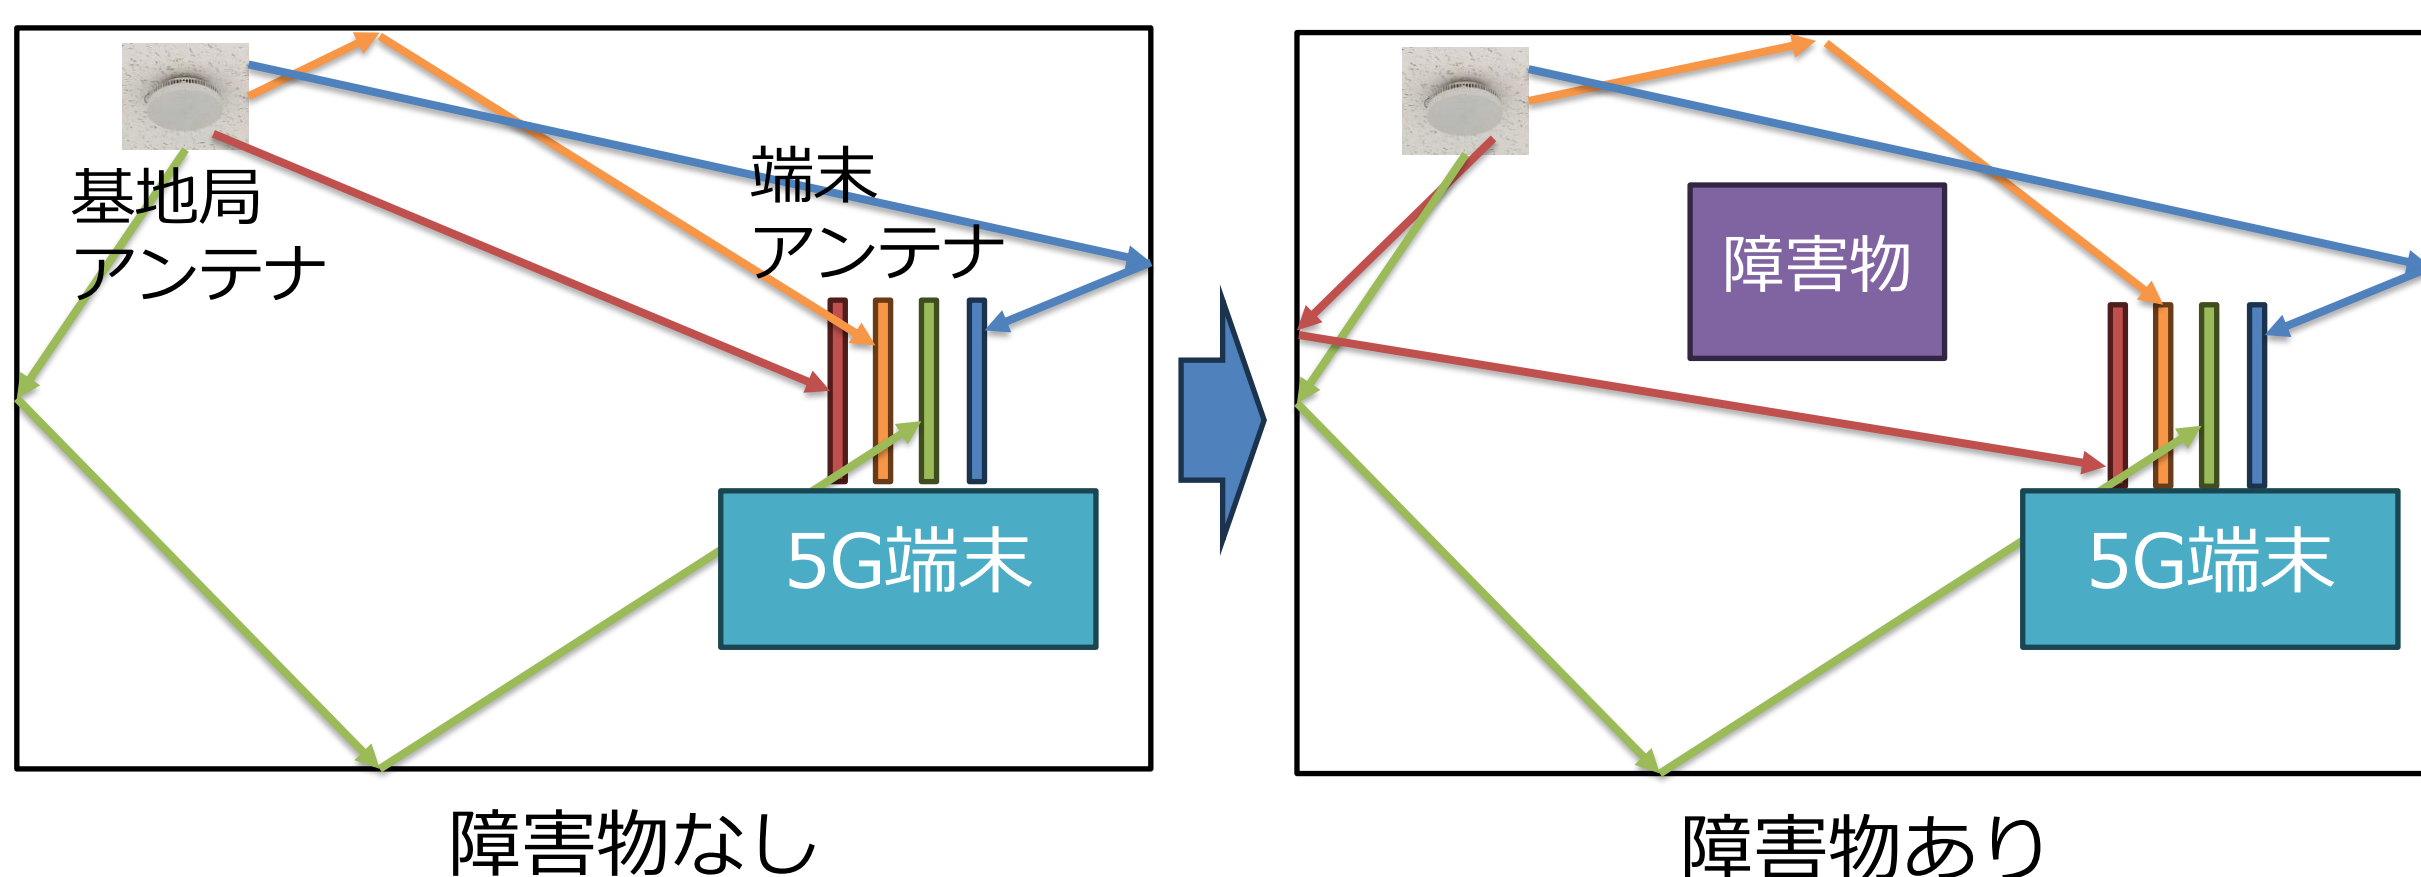 基地局
アンテナ
端末
アンテナ
5G端末
障害物なし
障害物
5G端末
障害物あり